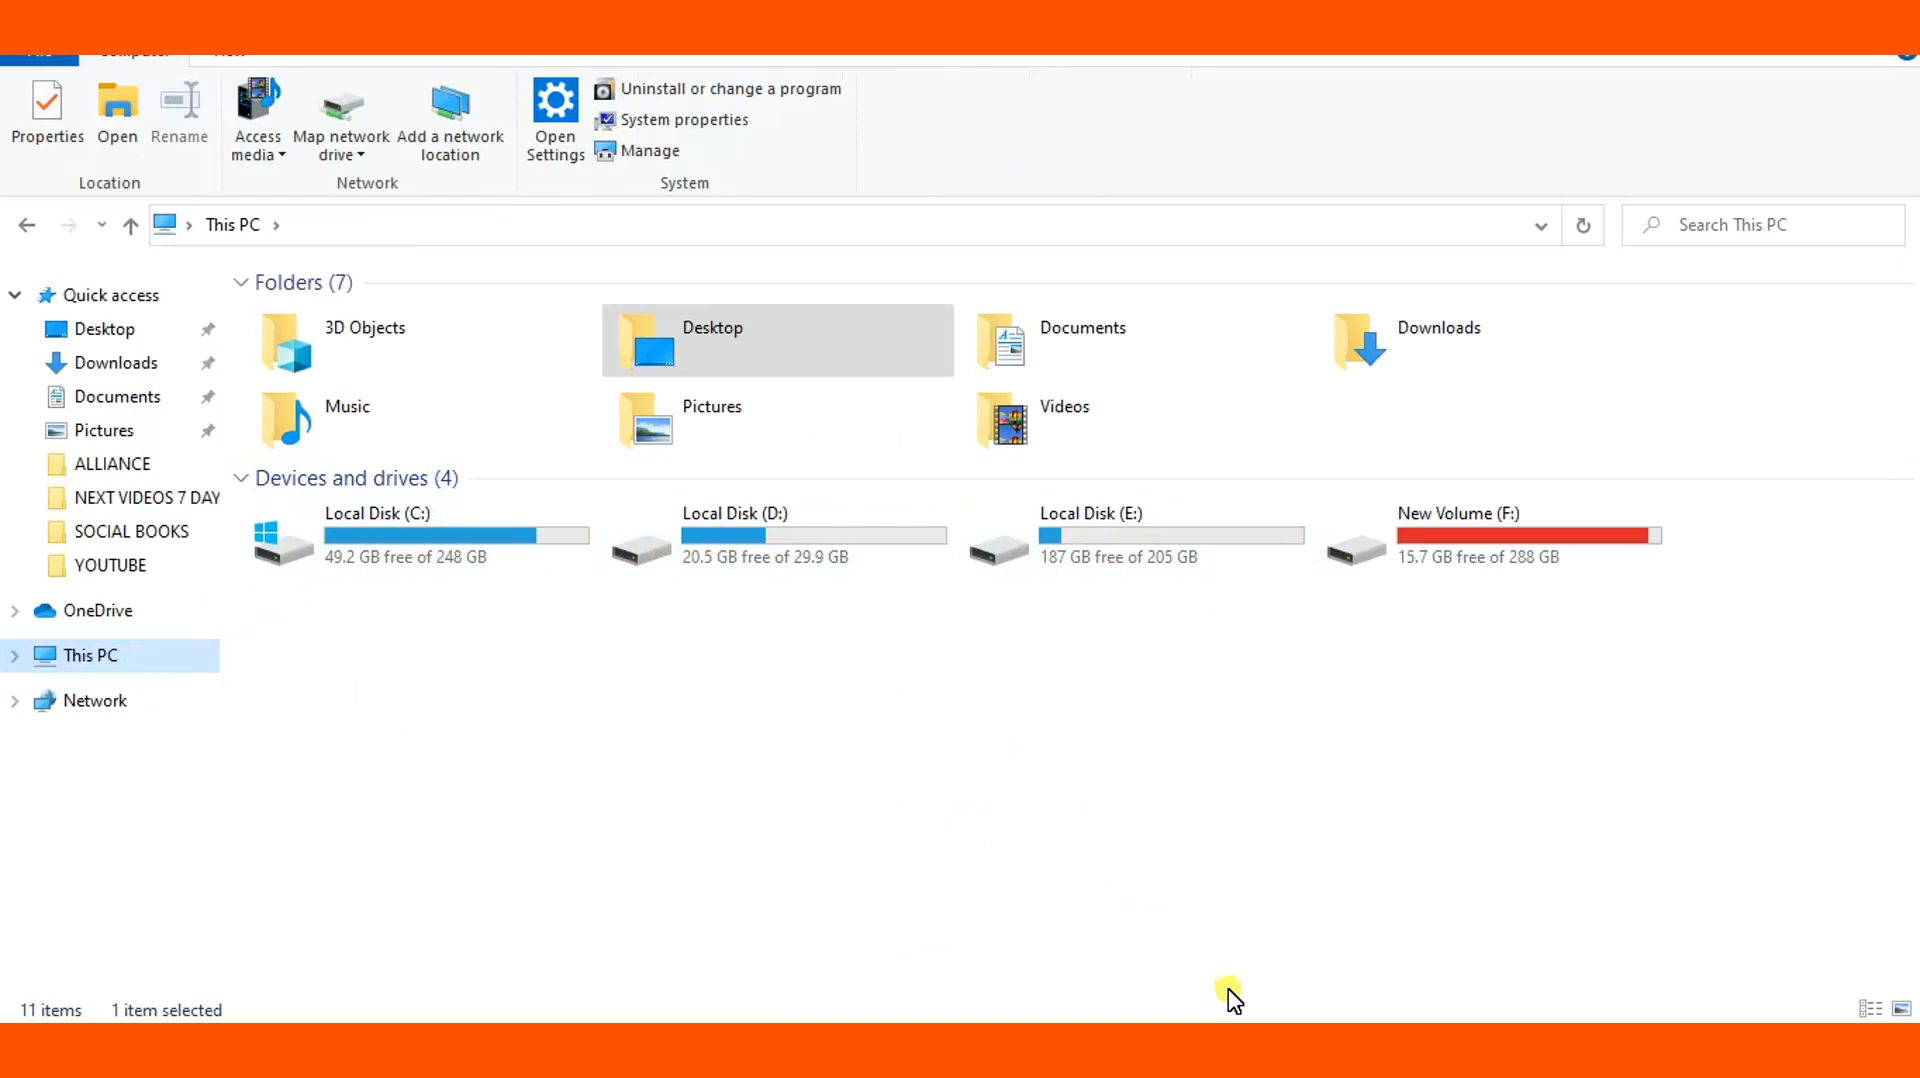 Properties
Open
Rename
Location
Access
media
Map network
drive
Add a network
location
Network
Open
Settings
Uninstall or change a program
System properties
Manage
System
This PC
Search This PC
Quick access
Desktop
Downloads
Documents
Pictures
ALLIANCE
NEXT VIDEOS 7 DAY
SOCIAL BOOKS
YOUTUBE
OneDrive
This PC
Network
Folders (7)
3D Objects
Desktop
Documents
Downloads
Music
Pictures
Videos
Devices and drives (4)
Local Disk (C:)
49.2 GB free of 248 GB
Local Disk (D:)
20.5 GB free of 29.9 GB
Local Disk (E:)
187 GB free of 205 GB
New Volume (F:)
15.7 GB free of 288 GB
11 items
1 item selected